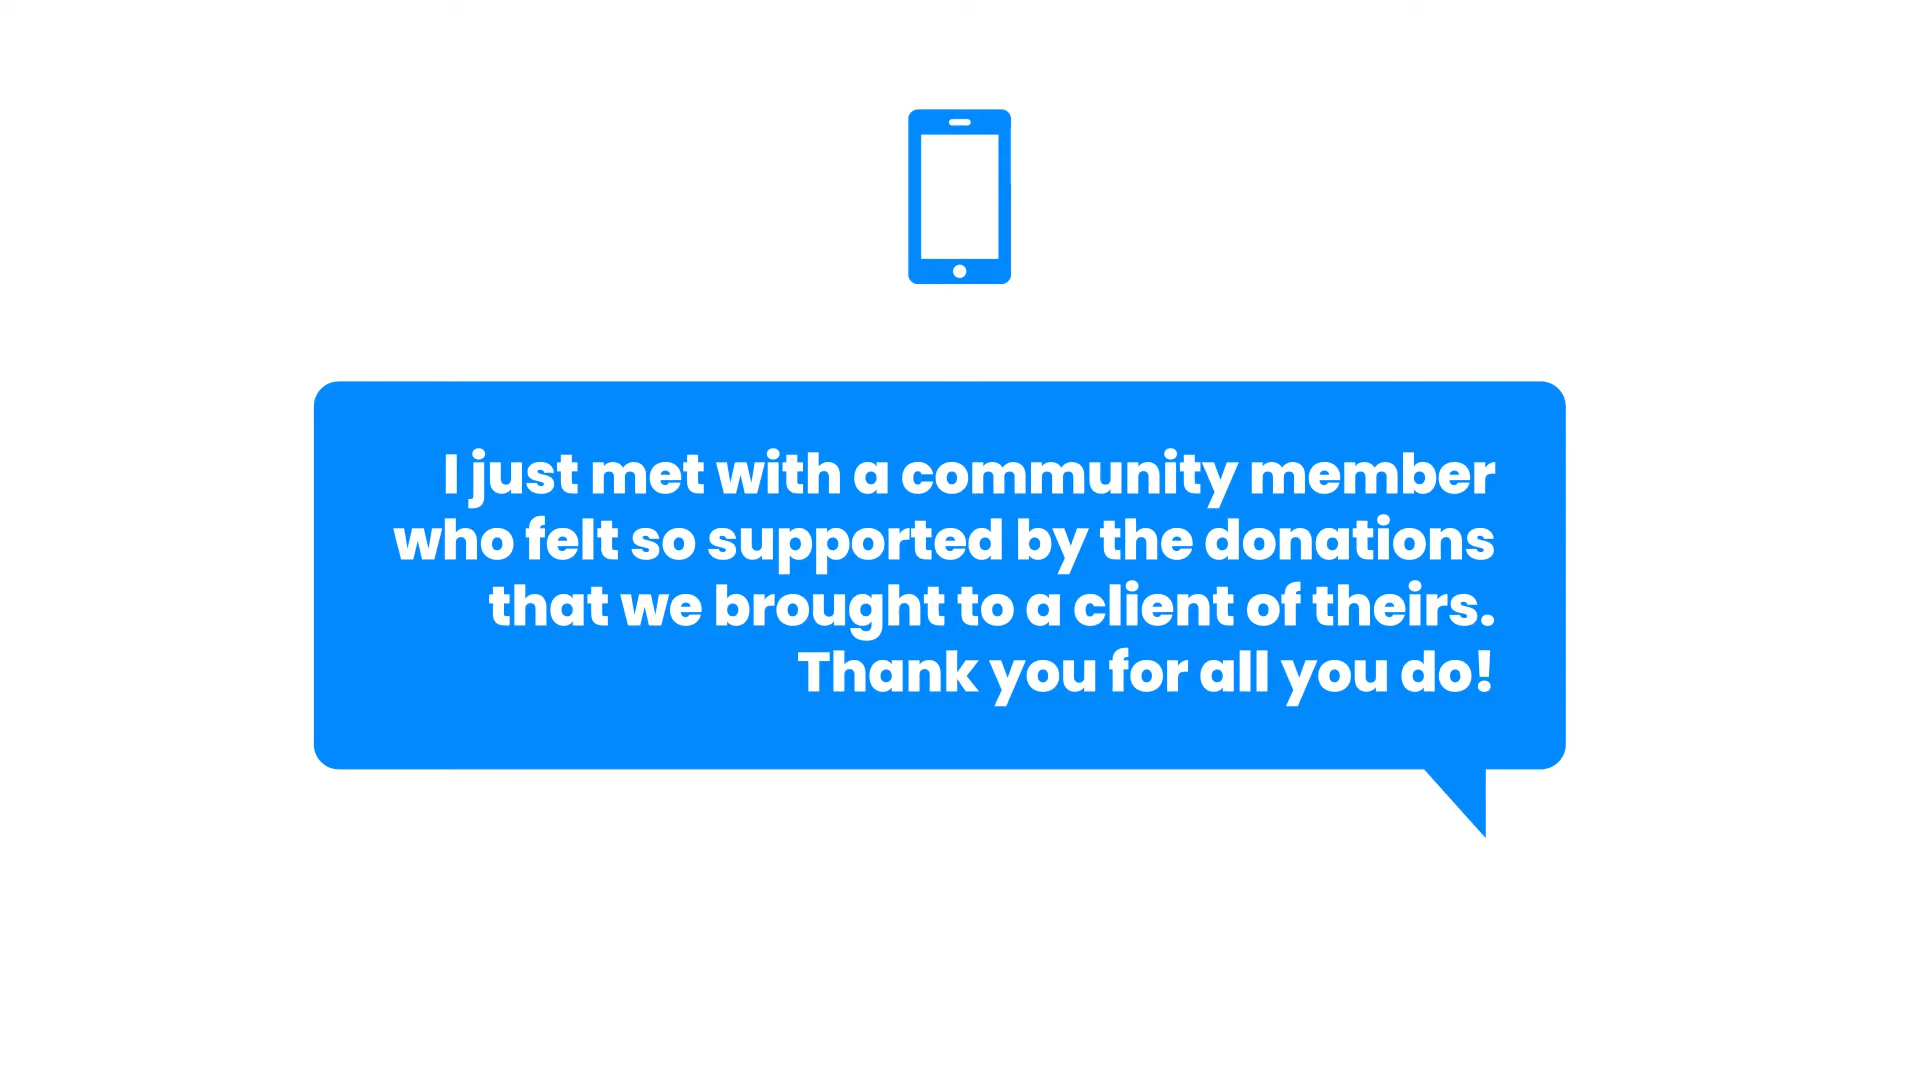 I just met with a community member
who felt so supported by the donations
that we brought to a client of theirs.
Thank you for all you do!